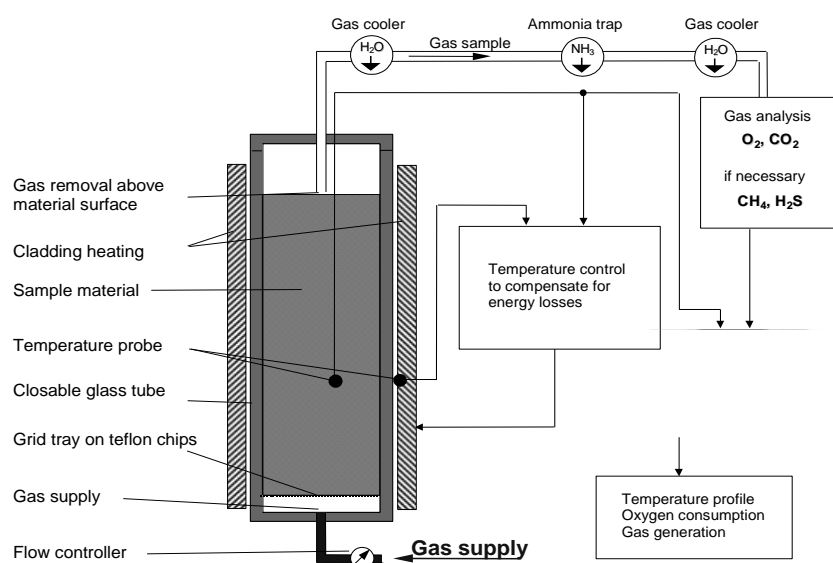 Gas cooler
Ammonia trap
Gas cooler
H₂O
Gas sample
NH₃
H₂O
Gas analysis
O₂, CO₂
if necessary
CH₄, H₂S
Gas removal above
material surface
Cladding heating
Sample material
Temperature probe
Closable glass tube
Grid tray on teflon chips
Gas supply
Flow controller
Temperature control
to compensate for
energy losses
Temperature profile
Oxygen consumption
Gas generation
Gas supply